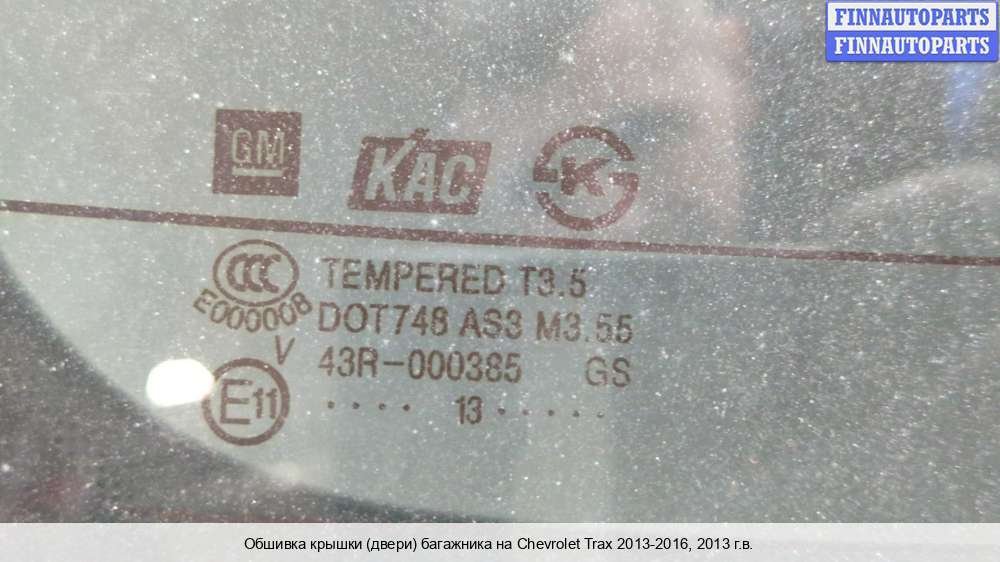 FINNAUTOPARTS
FINNAUTOPARTS
GM
KAC
K
CCC
TEMPERED T3.5
E000008
DOT748 AS3 M3.55
V
43R-000385 GS
E11
.... 13.....
Обшивка крышки (двери) багажника на Chevrolet Trax 2013-2016, 2013 г.в.